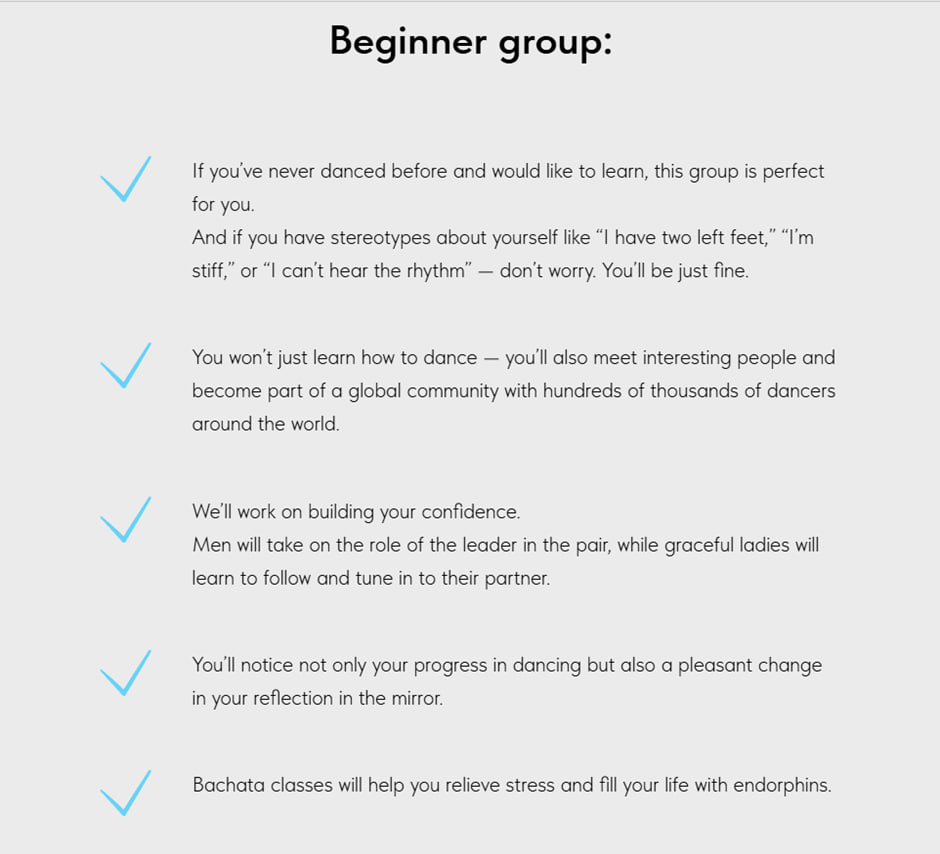 Beginner group:
If you’ve never danced before and would like to learn, this group is perfect
for you.
And if you have stereotypes about yourself like “I have two left feet,” “I’m
stiff,” or “I can’t hear the rhythm” — don’t worry. You’ll be just fine.
You won’t just learn how to dance — you’ll also meet interesting people and
become part of a global community with hundreds of thousands of dancers
around the world.
We’ll work on building your confidence.
Men will take on the role of the leader in the pair, while graceful ladies will
learn to follow and tune in to their partner.
You’ll notice not only your progress in dancing but also a pleasant change
in your reflection in the mirror.
Bachata classes will help you relieve stress and fill your life with endorphins.